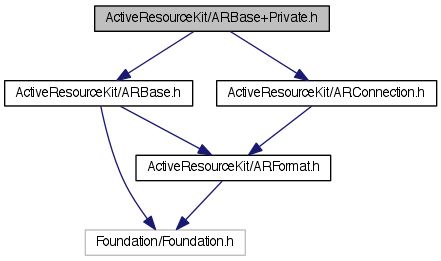 ActiveResourceKit/ARBase+Private.h
ActiveResourceKit/ARBase.h
ActiveResourceKit/ARConnection.h
ActiveResourceKit/ARFormat.h
Foundation/Foundation.h